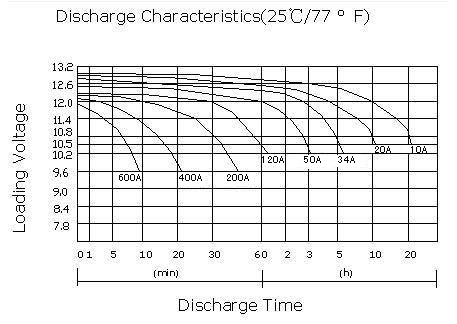 Discharge Characteristics(25℃/77 º F)
Loading Voltage
13.2
12.6
12.0
11.4
10.8
10.5
10.2
9.6
9.0
8.4
7.8
600A 400A 200A 120A 50A 34A 20A 10A
0 1 5 10 20 30 60 2 3 5 10 20
(min) (h)
Discharge Time